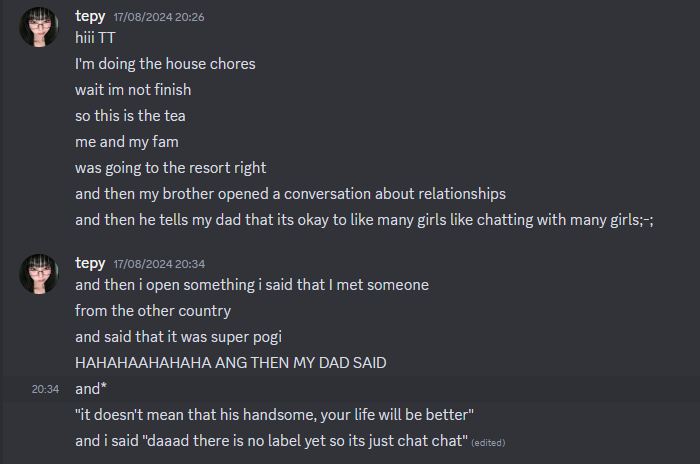 tepy 17/08/2024 20:26
hiii TT
I'm doing the house chores
wait im not finish
so this is the tea
me and my fam
was going to the resort right
and then my brother opened a conversation about relationships
and then he tells my dad that its okay to like many girls like chatting with many girls;-;
tepy 17/08/2024 20:34
and then i open something i said that I met someone
from the other country
and said that it was super pogi
HAHAHAAHAHAHA ANG THEN MY DAD SAID
20:34 and*
"it doesn't mean that his handsome, your life will be better"
and i said "daaad there is no label yet so its just chat chat" (edited)